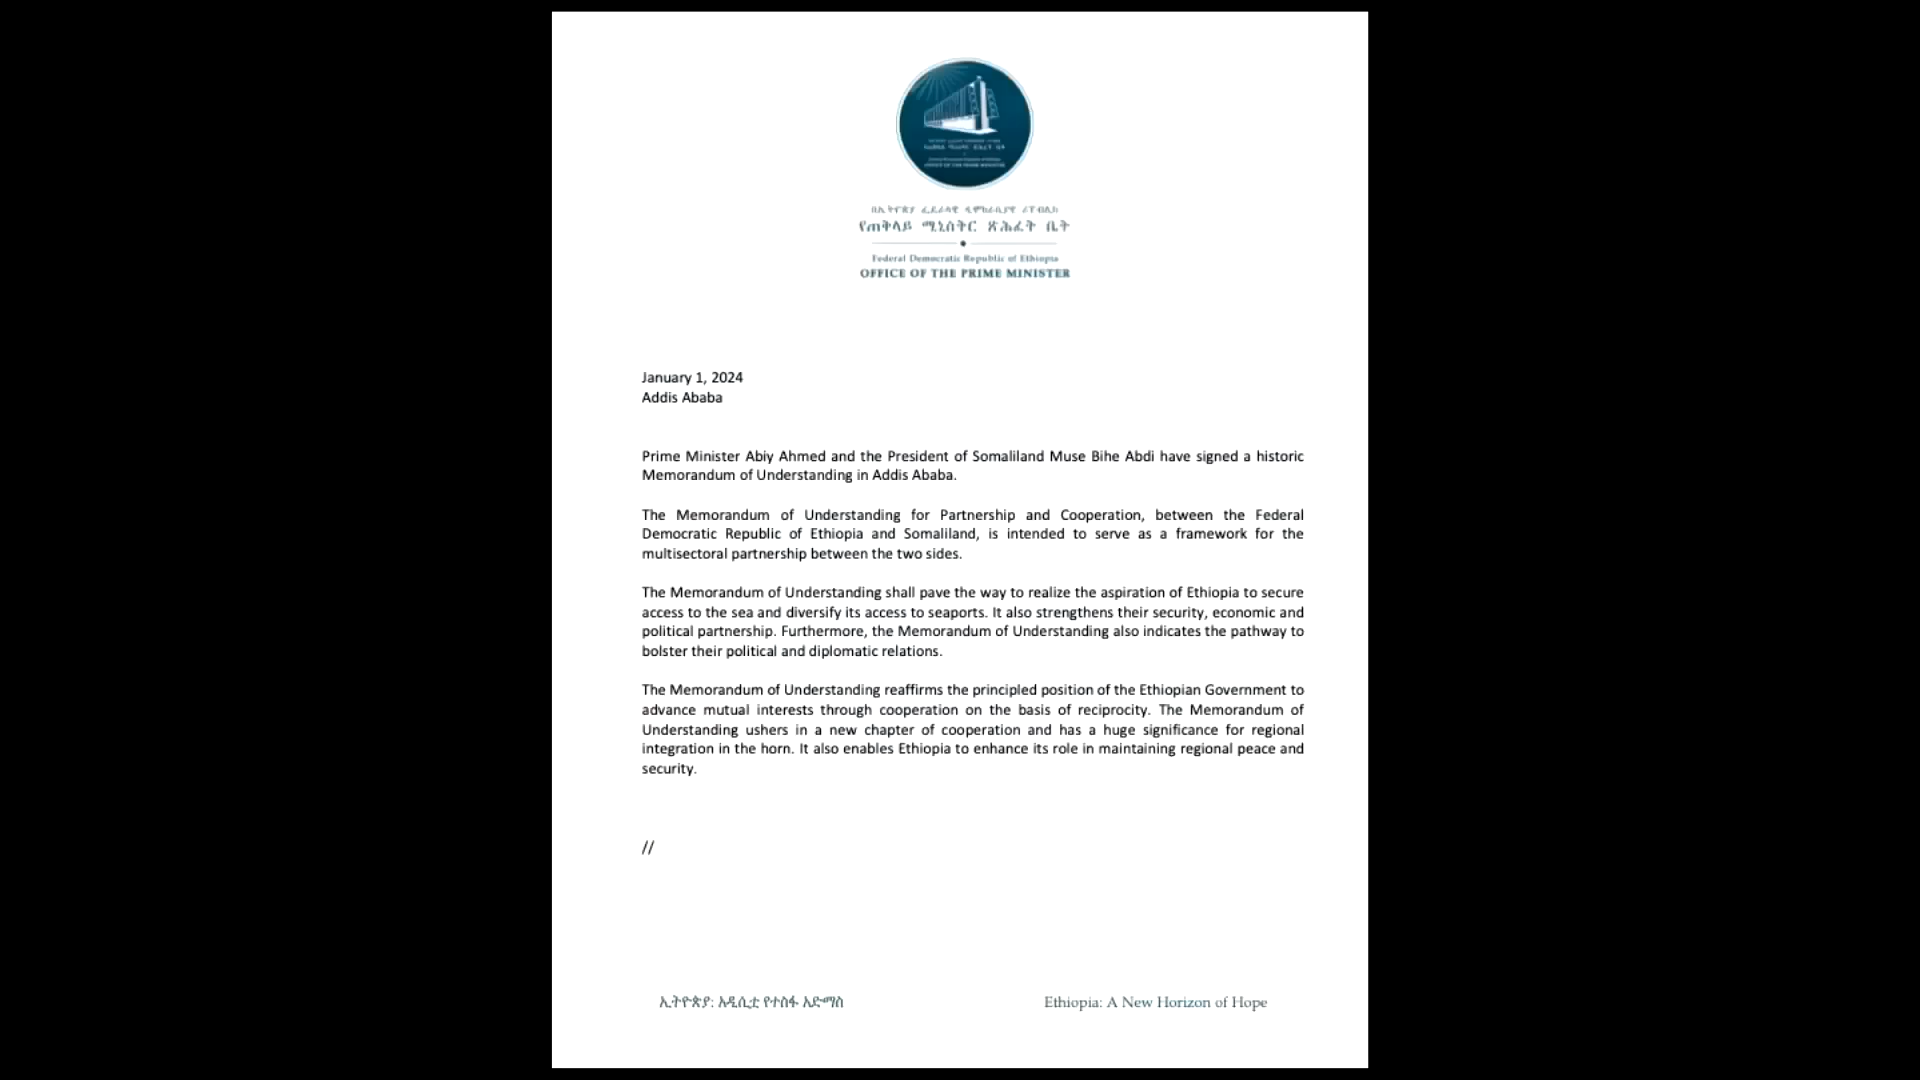 የጠቅላይ ሚኒስትር ጽሕፈት ቤት
Federal Democratic Republic of Ethiopia
OFFICE OF THE PRIME MINISTER
January 1, 2024
Addis Ababa
Prime Minister Abiy Ahmed and the President of Somaliland Muse Bihe Abdi have signed a historic
Memorandum of Understanding in Addis Ababa.
The Memorandum of Understanding for Partnership and Cooperation, between the Federal
Democratic Republic of Ethiopia and Somaliland, is intended to serve as a framework for the
multisectoral partnership between the two sides.
The Memorandum of Understanding shall pave the way to realize the aspiration of Ethiopia to secure
access to the sea and diversify its access to seaports. It also strengthens their security, economic and
political partnership. Furthermore, the Memorandum of Understanding also indicates the pathway to
bolster their political and diplomatic relations.
The Memorandum of Understanding reaffirms the principled position of the Ethiopian Government to
advance mutual interests through cooperation on the basis of reciprocity. The Memorandum of
Understanding ushers in a new chapter of cooperation and has a huge significance for regional
integration in the horn. It also enables Ethiopia to enhance its role in maintaining regional peace and
security.
//
ኢትዮጵያ: አዲሲቷ የተስፋ አድማስ
Ethiopia: A New Horizon of Hope